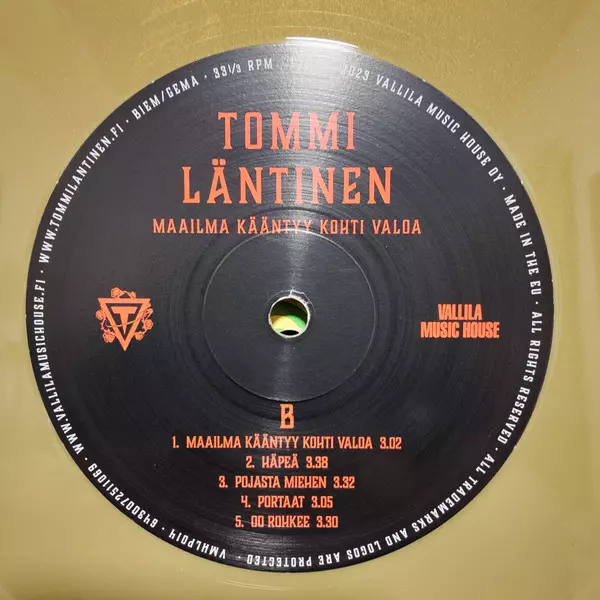 TOMMI
LÄNTINEN
MAAILMA KÄÄNTYY KOHTI VALOA
VALLILA
MUSIC HOUSE
B
1. MAAILMA KÄÄNTYY KOHTI VALOA 3.02
2. HÄPEÄ 3.38
3. POJASTA MIEHEN 3.32
4. PORTAAT 3.05
5. OO ROHKEE 3.30
VMHLP014 · 6430072511069 · WWW.VALLILAMUSICHOUSE.FI · WWW.TOMMILANTINEN.FI · BIEM/GEMA · 33 1/3 RPM · 2023 VALLILA MUSIC HOUSE OY · MADE IN THE EU · ALL RIGHTS RESERVED · ALL TRADEMARKS AND LOGOS ARE PROTECTED ·